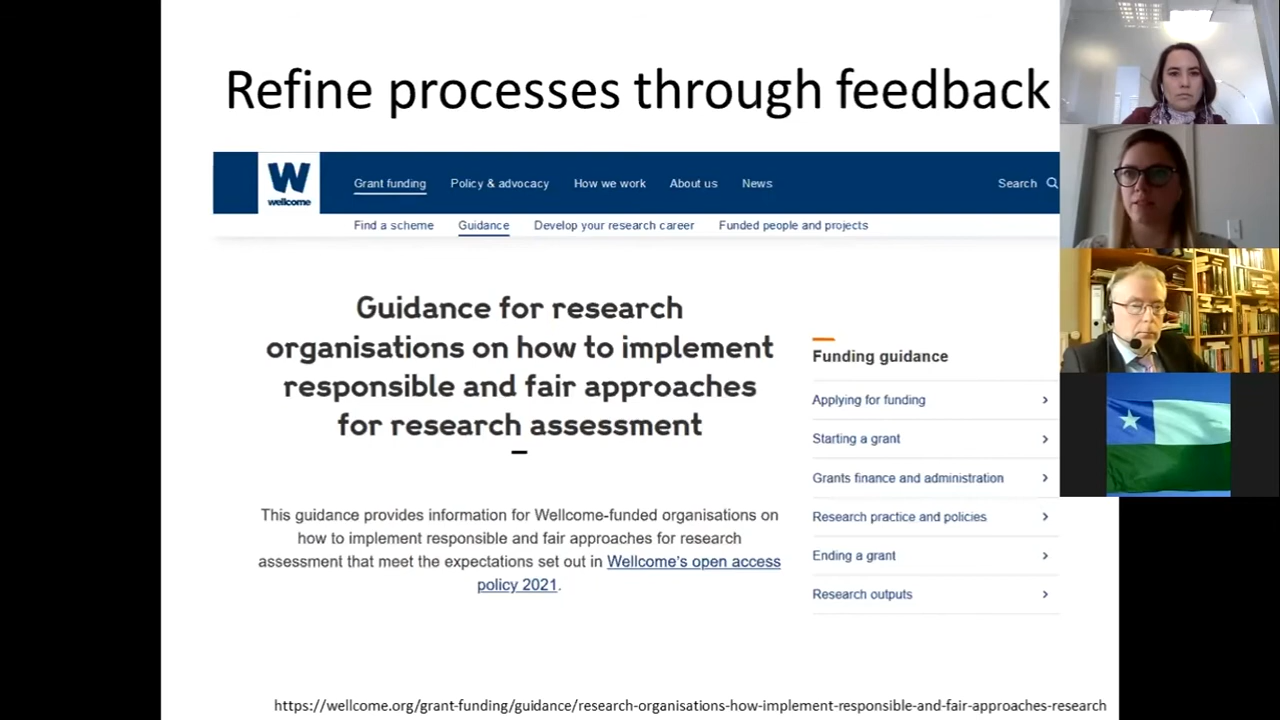 Refine processes through feedback
W
wellcome
Grant funding Policy & advocacy How we work About us News Search
Find a scheme Guidance Develop your research career Funded people and projects
Guidance for research
organisations on how to implement
responsible and fair approaches
for research assessment
This guidance provides information for Wellcome-funded organisations on
how to implement responsible and fair approaches for research
assessment that meet the expectations set out in Wellcome's open access
policy 2021.
Funding guidance
Applying for funding
Starting a grant
Grants finance and administration
Research practice and policies
Ending a grant
Research outputs
https://wellcome.org/grant-funding/guidance/research-organisations-how-implement-responsible-and-fair-approaches-research